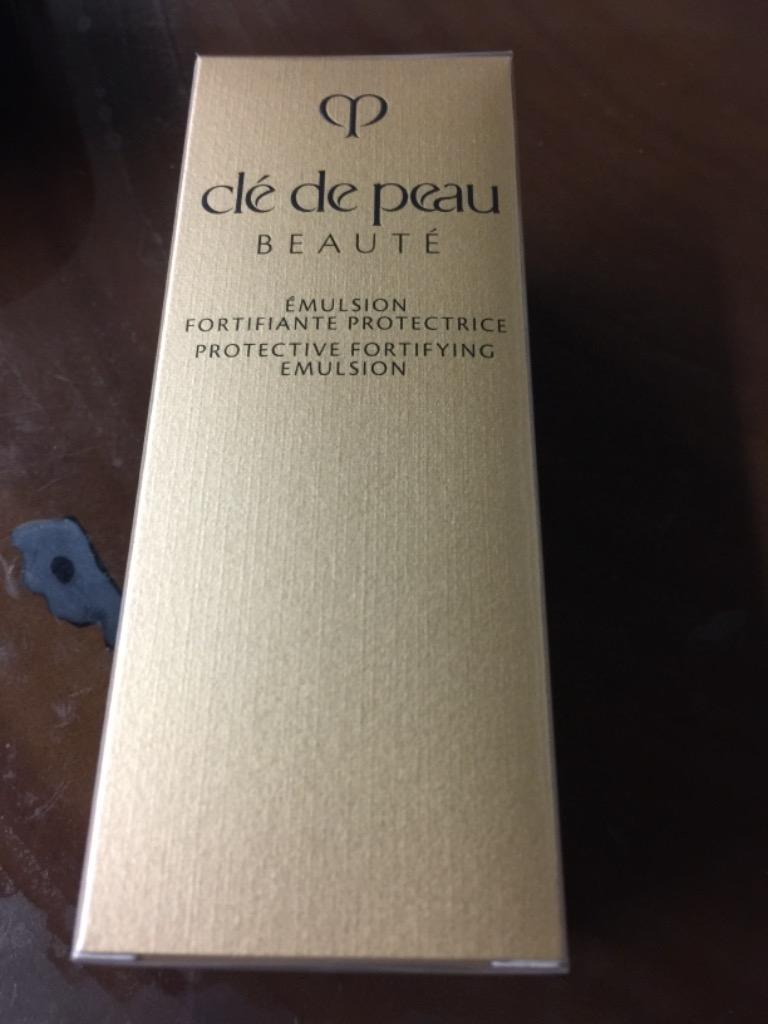 clé de peau
BEAUTÉ
ÉMULSION
FORTIFIANTE PROTECTRICE
PROTECTIVE FORTIFYING
EMULSION